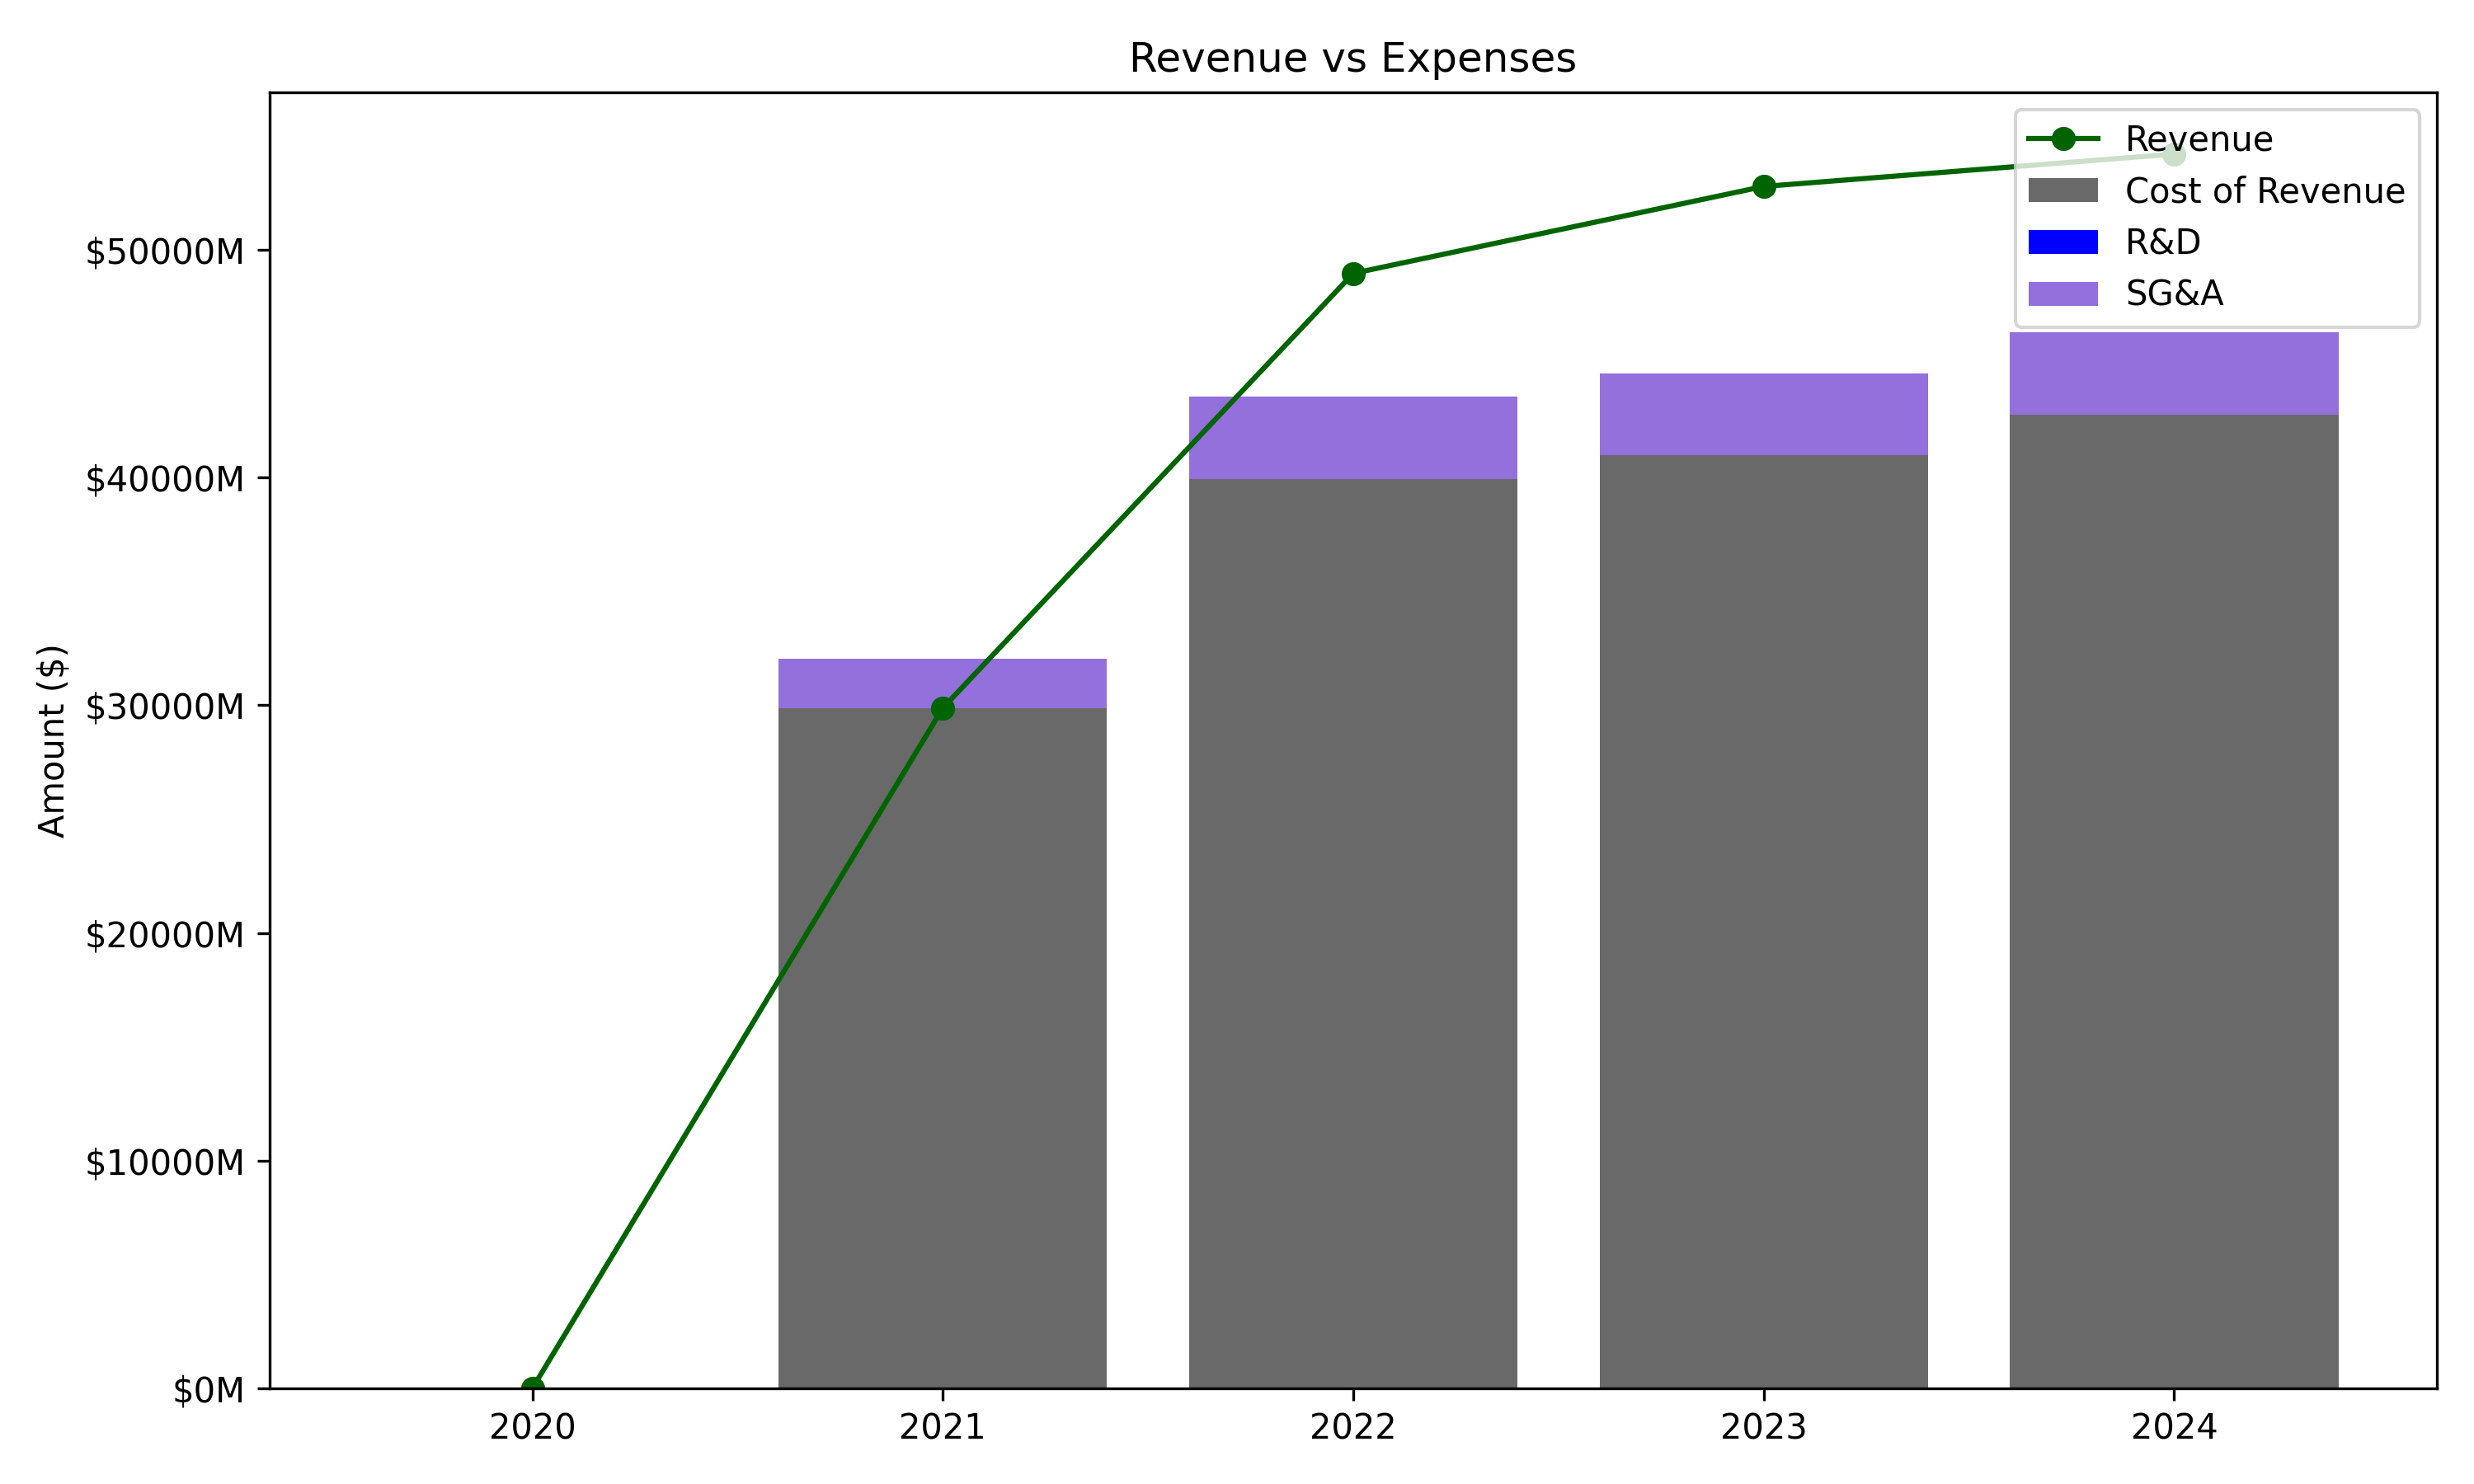 Revenue vs Expenses
Revenue
Cost of Revenue
R&D
SG&A
Amount ($)
$50000M
$40000M
$30000M
$20000M
$10000M
$0M
2020
2021
2022
2023
2024